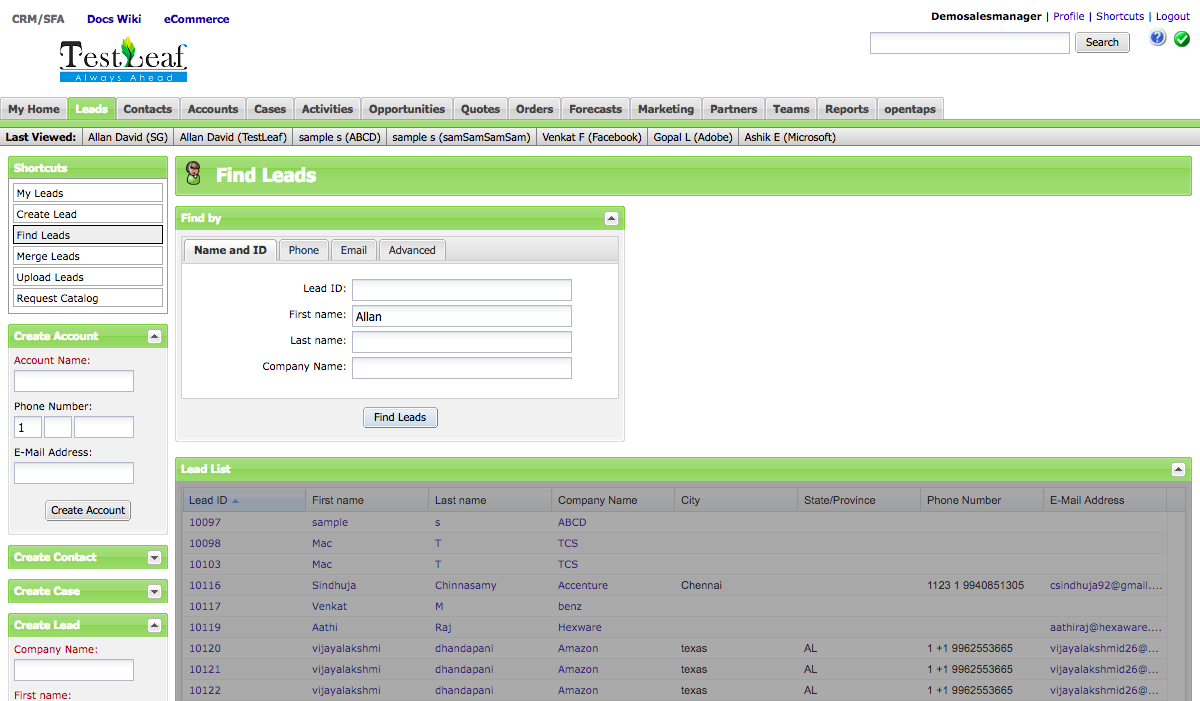 CRM/SFA Docs Wiki eCommerce
Demosalesmanager | Profile | Shortcuts | Logout
TestLeaf
Always Ahead
Search
My Home Leads Contacts Accounts Cases Activities Opportunities Quotes Orders Forecasts Marketing Partners Teams Reports opentaps
Last Viewed: Allan David (SG) Allan David (TestLeaf) sample s (ABCD) sample s (samSamSamSam) Venkat F (Facebook) Gopal L (Adobe) Ashik E (Microsoft)
Shortcuts
My Leads
Create Lead
Find Leads
Merge Leads
Upload Leads
Request Catalog
Create Account
Account Name:
Phone Number:
1
E-Mail Address:
Create Account
Create Contact
Create Case
Create Lead
Company Name:
First name:
Find Leads
Find by
Name and ID Phone Email Advanced
Lead ID:
First name: Allan
Last name:
Company Name:
Find Leads
Lead List
Lead ID First name Last name Company Name City State/Province Phone Number E-Mail Address
10097 sample s ABCD
10098 Mac T TCS
10103 Mac T TCS
10116 Sindhuja Chinnasamy Accenture Chennai 1123 1 9940851305 csindhuja92@gmail....
10117 Venkat M benz
10119 Aathi Raj Hexware aathiraj@hexaware....
10120 vijayalakshmi dhandapani Amazon texas AL 1 +1 9962553665 vijayalakshmid26@...
10121 vijayalakshmi dhandapani Amazon texas AL 1 +1 9962553665 vijayalakshmid26@...
10122 vijayalakshmi dhandapani Amazon texas AL 1 +1 9962553665 vijayalakshmid26@...